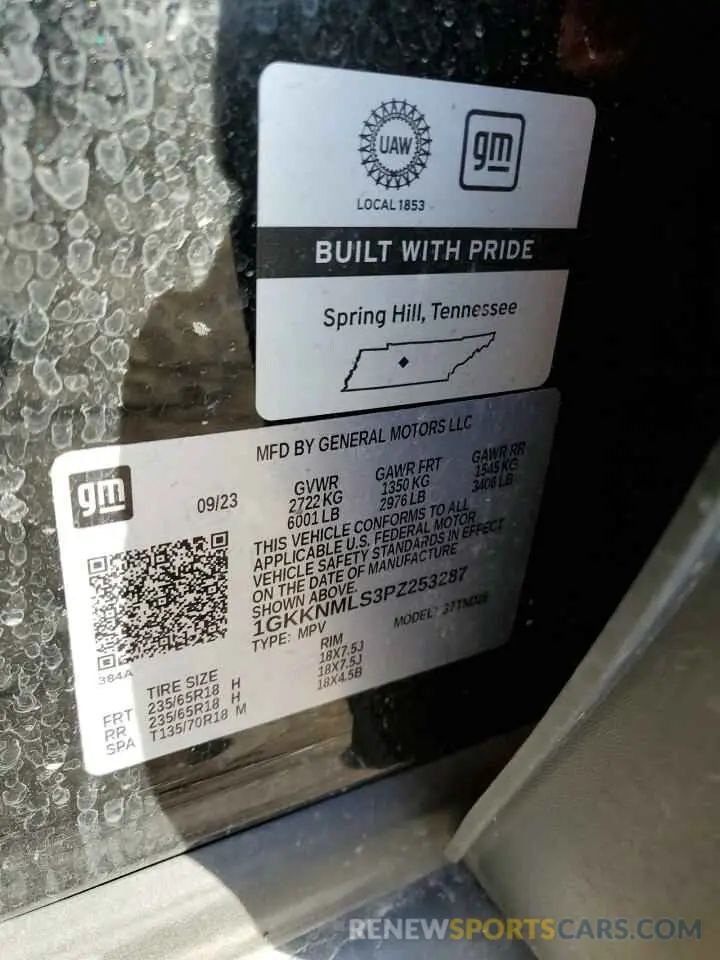 UAW
gm
LOCAL 1853
BUILT WITH PRIDE
Spring Hill, Tennessee
MFD BY GENERAL MOTORS LLC
gm
09/23
GVWR
2722 KG
6001 LB
GAWR FRT
1350 KG
2976 LB
GAWR RR
1545 KG
3406 LB
THIS VEHICLE CONFORMS TO ALL
APPLICABLE U.S. FEDERAL MOTOR
VEHICLE SAFETY STANDARDS IN EFFECT
ON THE DATE OF MANUFACTURE
SHOWN ABOVE.
1GKKNMLS3PZ253287
TYPE: MPV
MODEL:
384A
TIRE SIZE
RIM
FRT 235/65R18 H 18X7.5J
RR 235/65R18 H 18X7.5J
SPA T135/70R18 M 18X4.5B
RENEWSPORTSCARS.COM